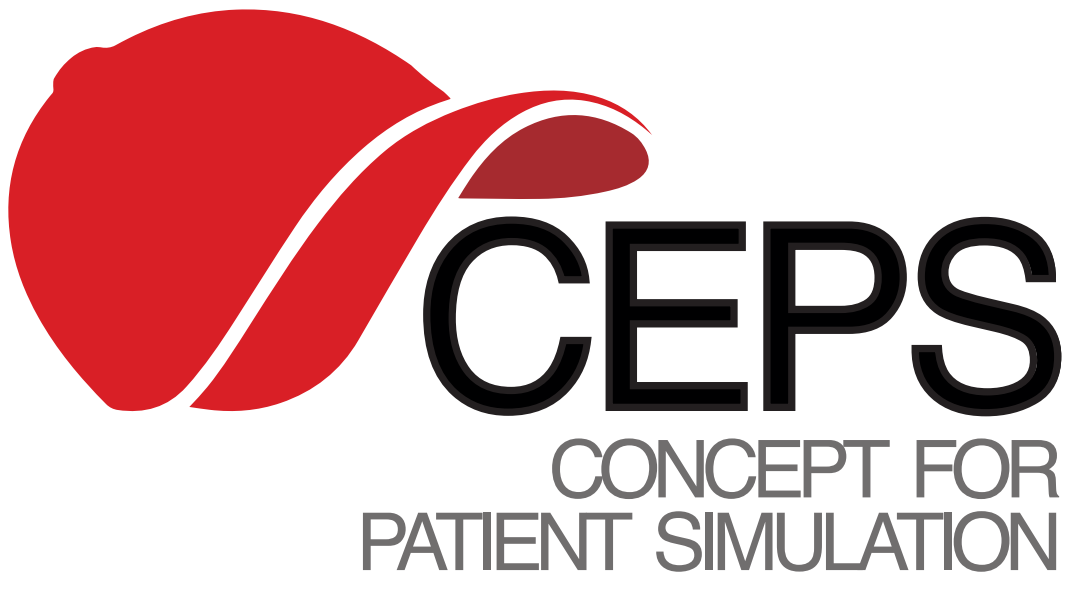 CEPS
CONCEPT FOR
PATIENT SIMULATION